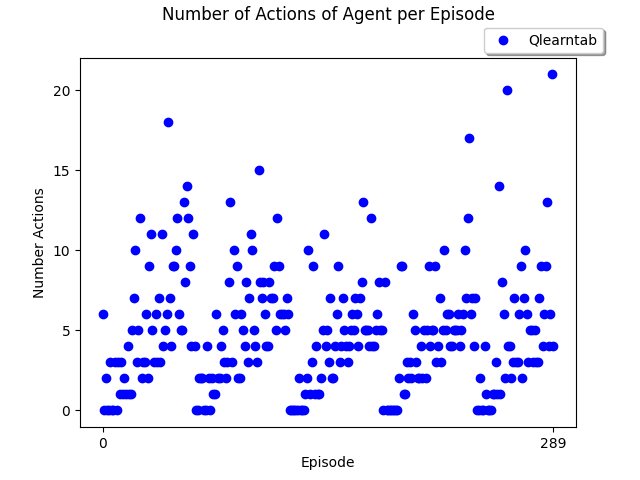 Number of Actions of Agent per Episode
Qlearntab
Number Actions
20
15
10
5
0
0
289
Episode